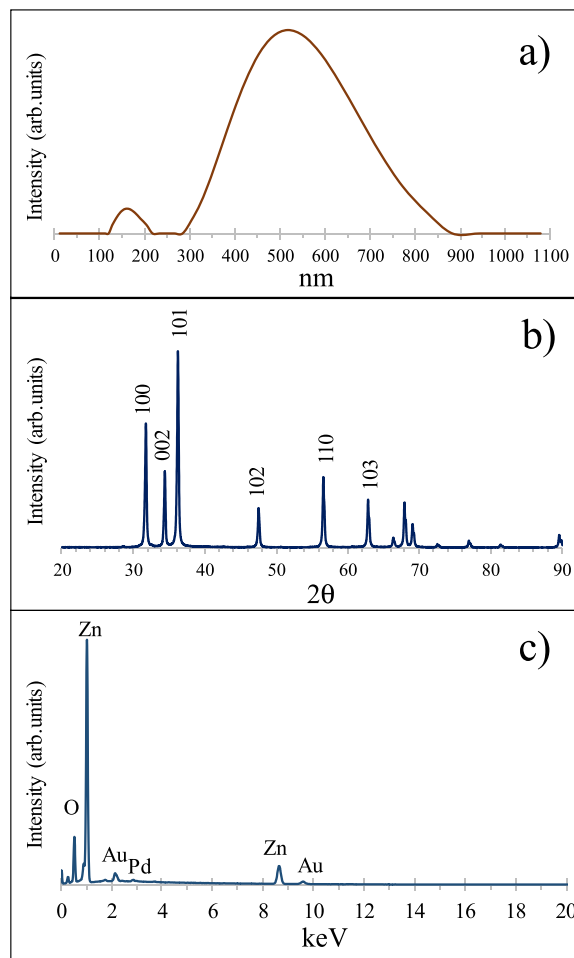 a)
Intensity (arb.units)
0 100 200 300 400 500 600 700 800 900 1000 1100
nm
b)
Intensity (arb.units)
100
002
101
102
110
103
20 30 40 50 60 70 80 90
2θ
c)
Intensity (arb.units)
Zn
O
Au
Pd
Zn
Au
0 2 4 6 8 10 12 14 16 18 20
keV